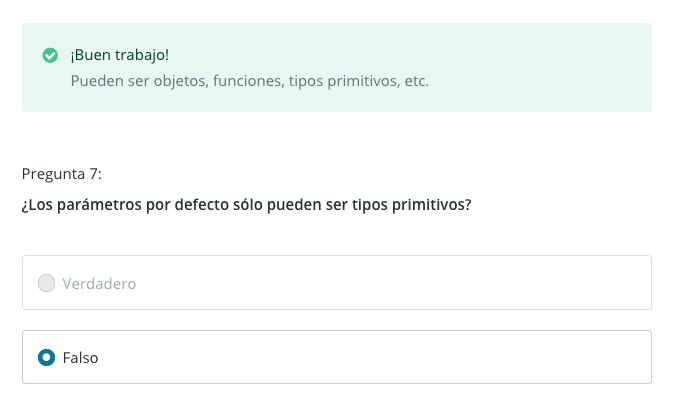 ¡Buen trabajo!
Pueden ser objetos, funciones, tipos primitivos, etc.
Pregunta 7:
¿Los parámetros por defecto sólo pueden ser tipos primitivos?
Verdadero
Falso